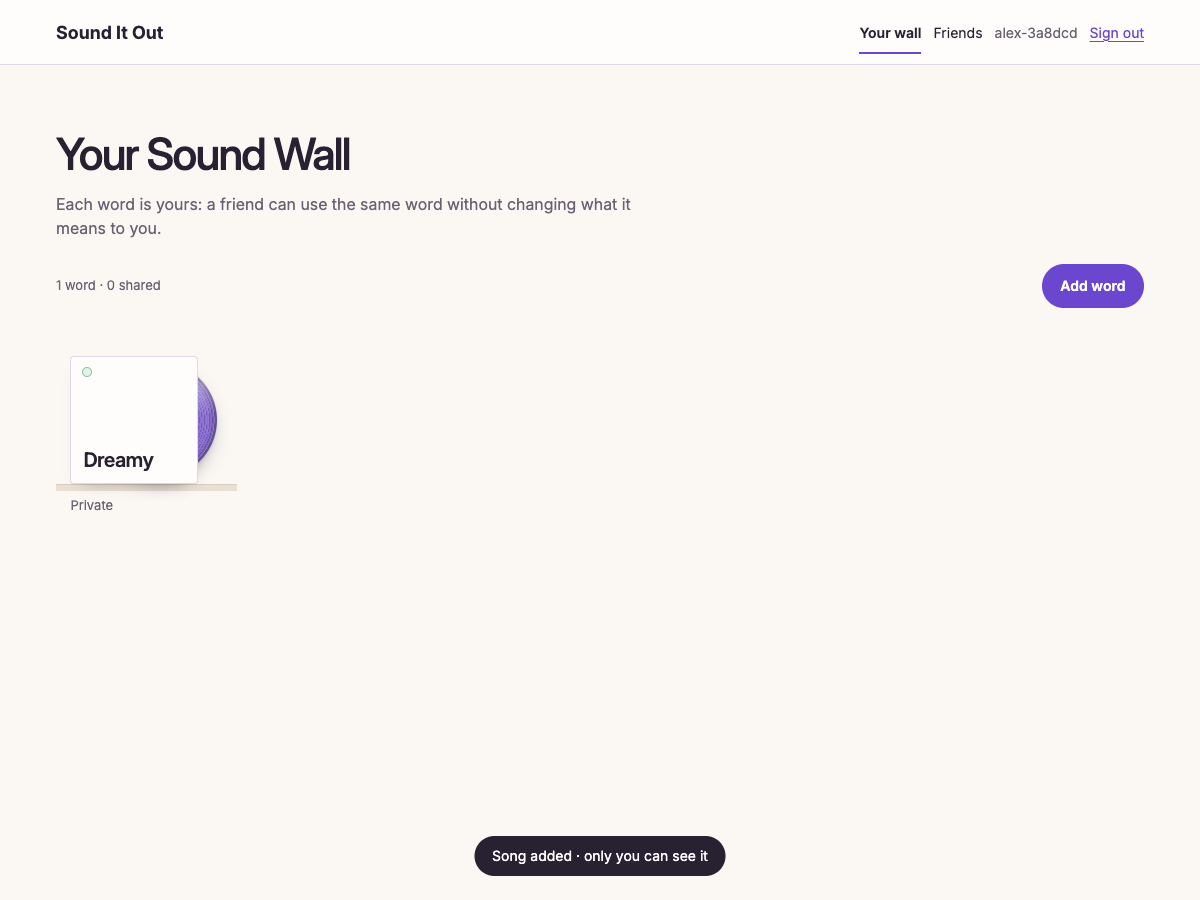 Sound It Out
Your wall Friends alex-3a8dcd Sign out
Your Sound Wall
Each word is yours: a friend can use the same word without changing what it
means to you.
1 word · 0 shared
Add word
Dreamy
Private
Song added · only you can see it